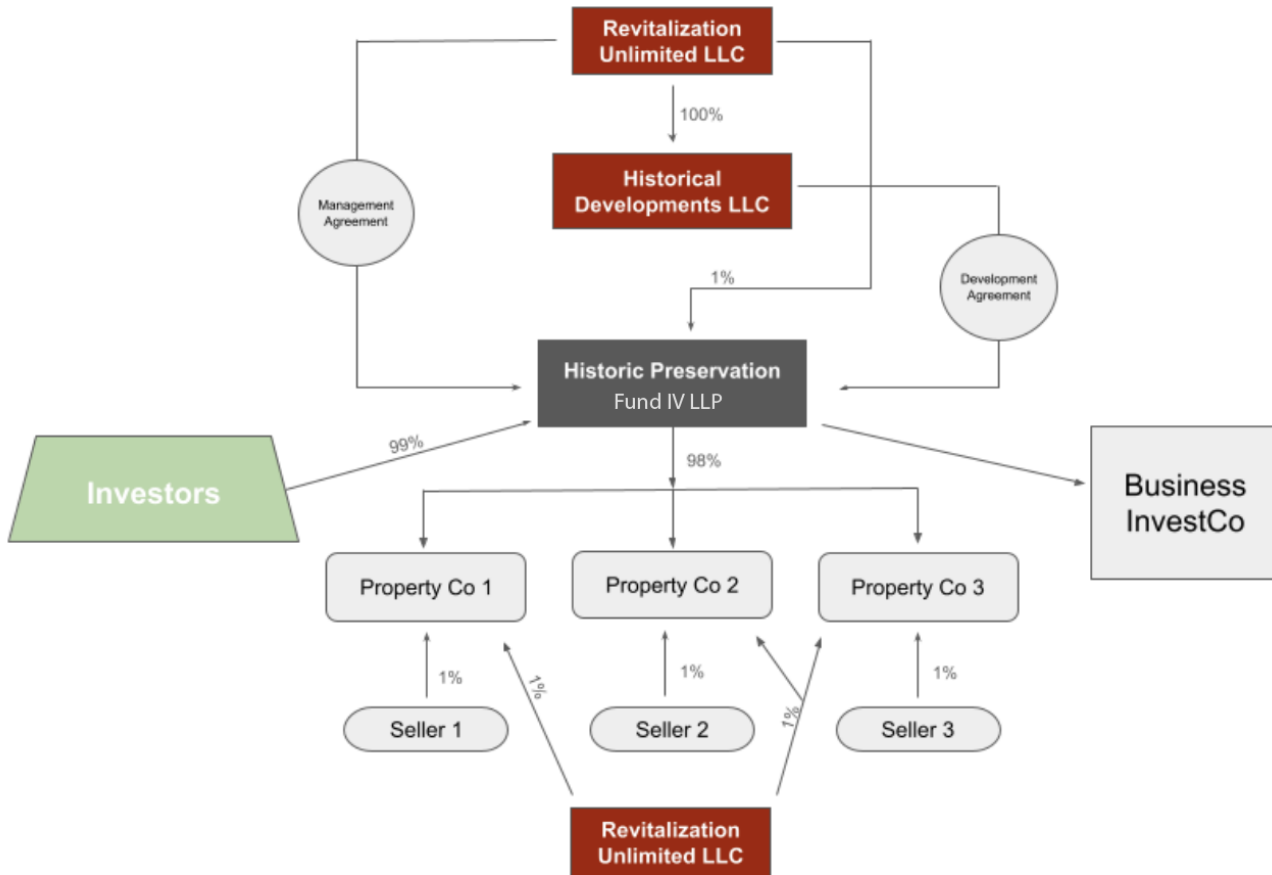 Revitalization
Unlimited LLC
100%
Historical
Developments LLC
Management
Agreement
1%
Development
Agreement
Historic Preservation
Fund IV LLP
99%
98%
Investors
Business
InvestCo
Property Co 1
Property Co 2
Property Co 3
1%
1%
1%
1%
1%
Seller 1
Seller 2
Seller 3
Revitalization
Unlimited LLC